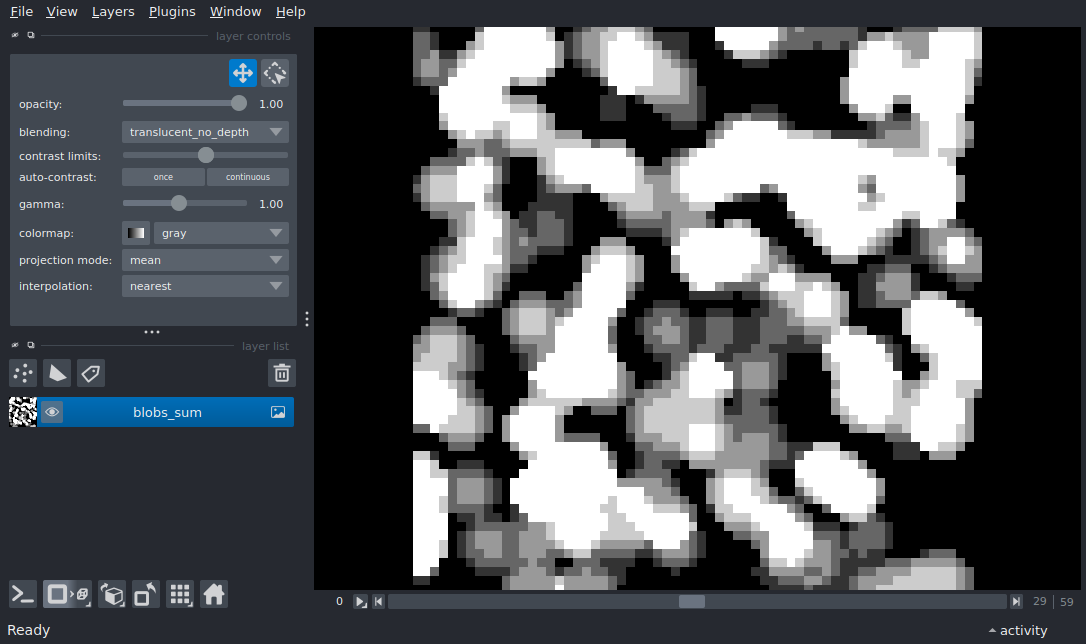 File View Layers Plugins Window Help
layer controls
opacity: 1.00
blending: translucent_no_depth
contrast limits:
auto-contrast: once continuous
gamma: 1.00
colormap: gray
projection mode: mean
interpolation: nearest
layer list
blobs_sum
0 29 59
Ready activity